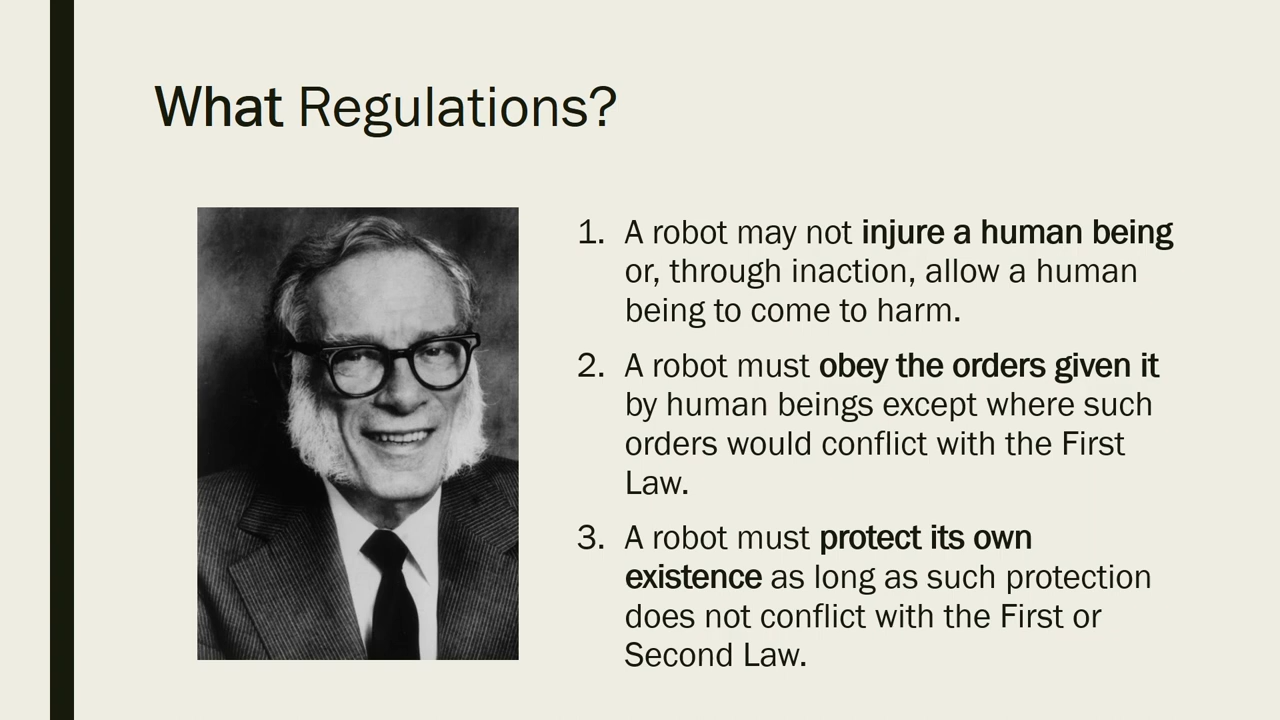 What Regulations?
1. A robot may not injure a human being
or, through inaction, allow a human
being to come to harm.
2. A robot must obey the orders given it
by human beings except where such
orders would conflict with the First
Law.
3. A robot must protect its own
existence as long as such protection
does not conflict with the First or
Second Law.